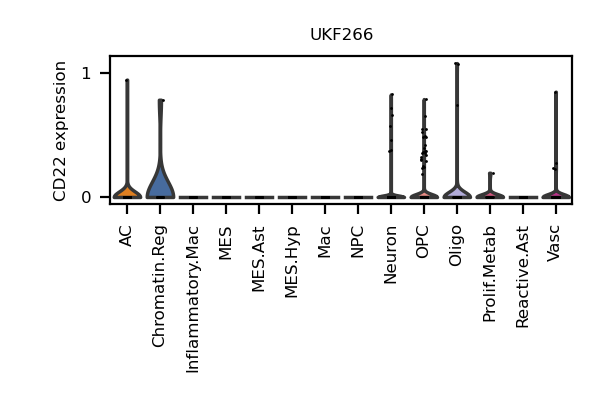 UKF266
CD22 expression
1
0
AC
Chromatin.Reg
Inflammatory.Mac
MES
MES.Ast
MES.Hyp
Mac
NPC
Neuron
OPC
Oligo
Prolif.Metab
Reactive.Ast
Vasc